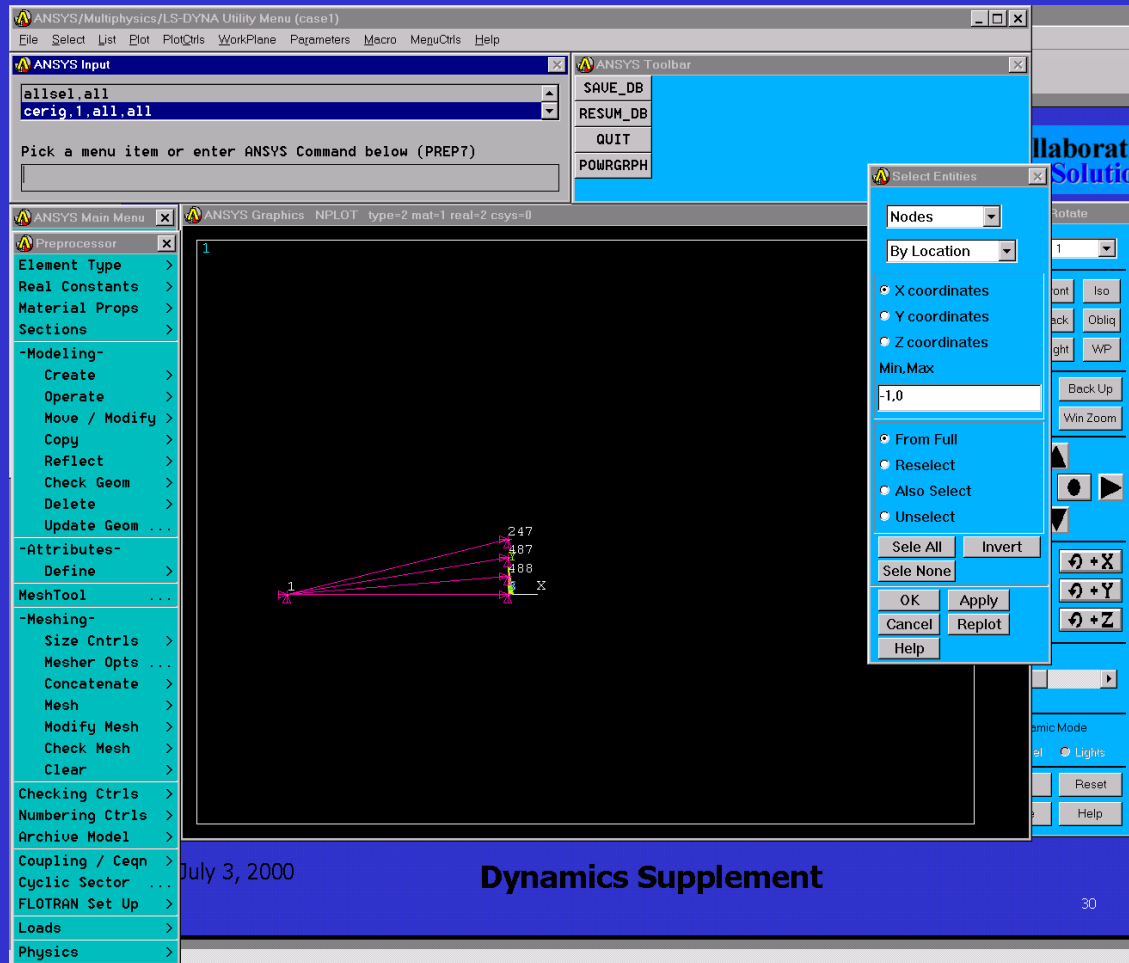 ANSYS/Multiphysics/LS-DYNA Utility Menu (case1)
File Select List Plot PlotCtrls WorkPlane Parameters Macro MenuCtrls Help
ANSYS Input
allsel,all
cerig,1,all,all
Pick a menu item or enter ANSYS Command below (PREP7)
ANSYS Toolbar
SAVE_DB
RESUM_DB
QUIT
POWRGRPH
ANSYS Main Menu
Preprocessor
Element Type >
Real Constants >
Material Props >
Sections >
-Modeling-
Create >
Operate >
Move / Modify >
Copy >
Reflect >
Check Geom >
Delete >
Update Geom ...
-Attributes-
Define >
MeshTool ...
-Meshing-
Size Cntrls >
Mesher Opts ...
Concatenate >
Mesh >
Modify Mesh >
Check Mesh >
Clear >
Checking Ctrls >
Numbering Ctrls >
Archive Model >
Coupling / Ceqn >
Cyclic Sector ...
FLOTRAN Set Up >
Loads >
Physics >
ANSYS Graphics NPLOT type=2 mat=1 real=2 csys=0
1
247
487
488
1
X
Select Entities
Nodes
By Location
X coordinates
Y coordinates
Z coordinates
Min,Max
-1,0
From Full
Reselect
Also Select
Unselect
Sele All Invert
Sele None
OK Apply
Cancel Replot
Help
llaborat
Solutio
Rotate
1
ont Iso
ack Obliq
ght WP
Back Up
Win Zoom
+X
+Y
+Z
amic Mode
el Lights
Reset
Help
July 3, 2000
Dynamics Supplement
30